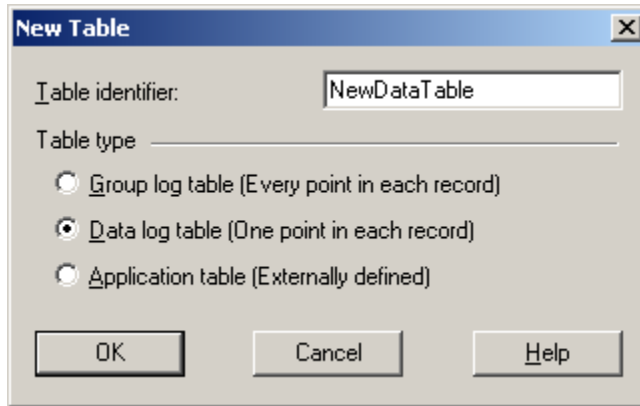 New Table
Table identifier: NewDataTable
Table type
Group log table (Every point in each record)
Data log table (One point in each record)
Application table (Externally defined)
OK Cancel Help